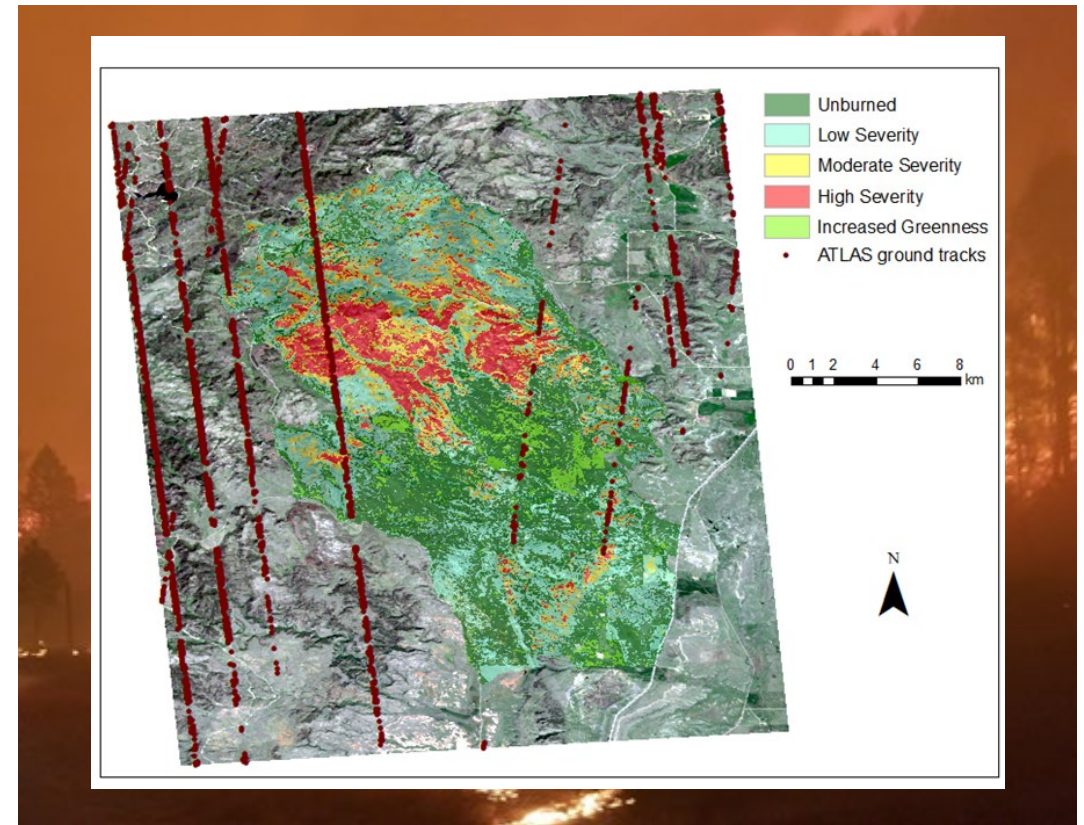 Unburned
Low Severity
Moderate Severity
High Severity
Increased Greenness
ATLAS ground tracks
0 1 2 4 6 8
km
N